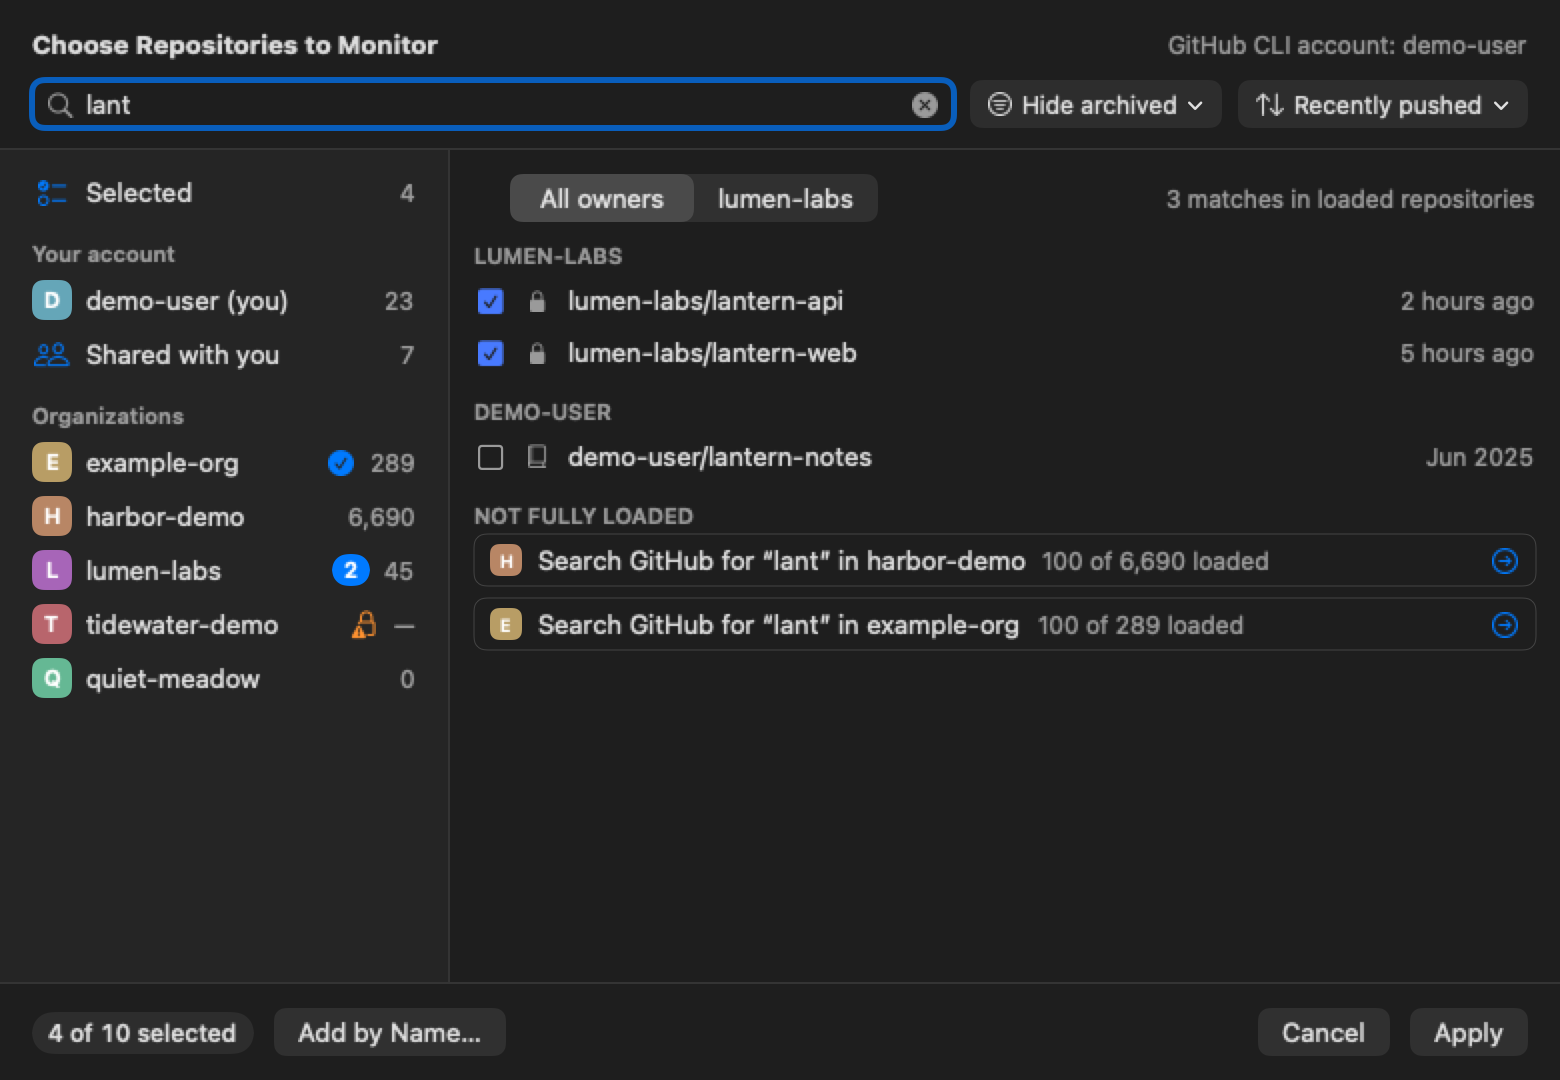 Choose Repositories to Monitor
GitHub CLI account: demo-user
lant
Hide archived
Recently pushed
Selected 4
Your account
D demo-user (you) 23
Shared with you 7
Organizations
E example-org 289
H harbor-demo 6,690
L lumen-labs 2 45
T tidewater-demo —
Q quiet-meadow 0
All owners lumen-labs
3 matches in loaded repositories
LUMEN-LABS
lumen-labs/lantern-api 2 hours ago
lumen-labs/lantern-web 5 hours ago
DEMO-USER
demo-user/lantern-notes Jun 2025
NOT FULLY LOADED
H Search GitHub for “lant” in harbor-demo 100 of 6,690 loaded
E Search GitHub for “lant” in example-org 100 of 289 loaded
4 of 10 selected
Add by Name...
Cancel
Apply